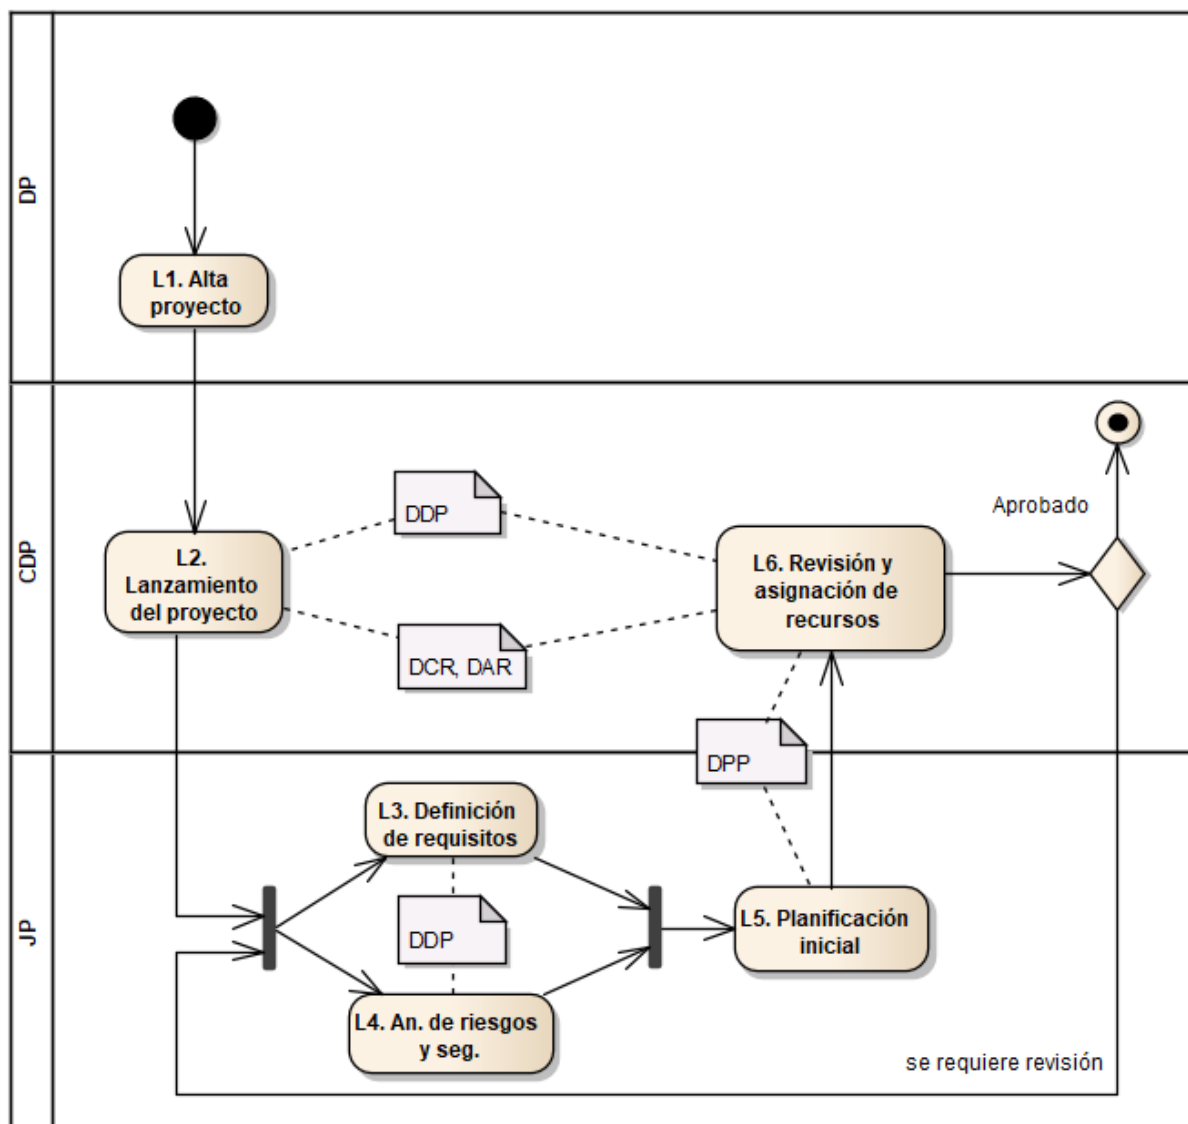 DP
L1. Alta
proyecto
CDP
Aprobado
DDP
L2.
Lanzamiento
del proyecto
L6. Revisión y
asignación de
recursos
DCR, DAR
DPP
JP
L3. Definición
de requisitos
DDP
L5. Planificación
inicial
L4. An. de riesgos
y seg.
se requiere revisión